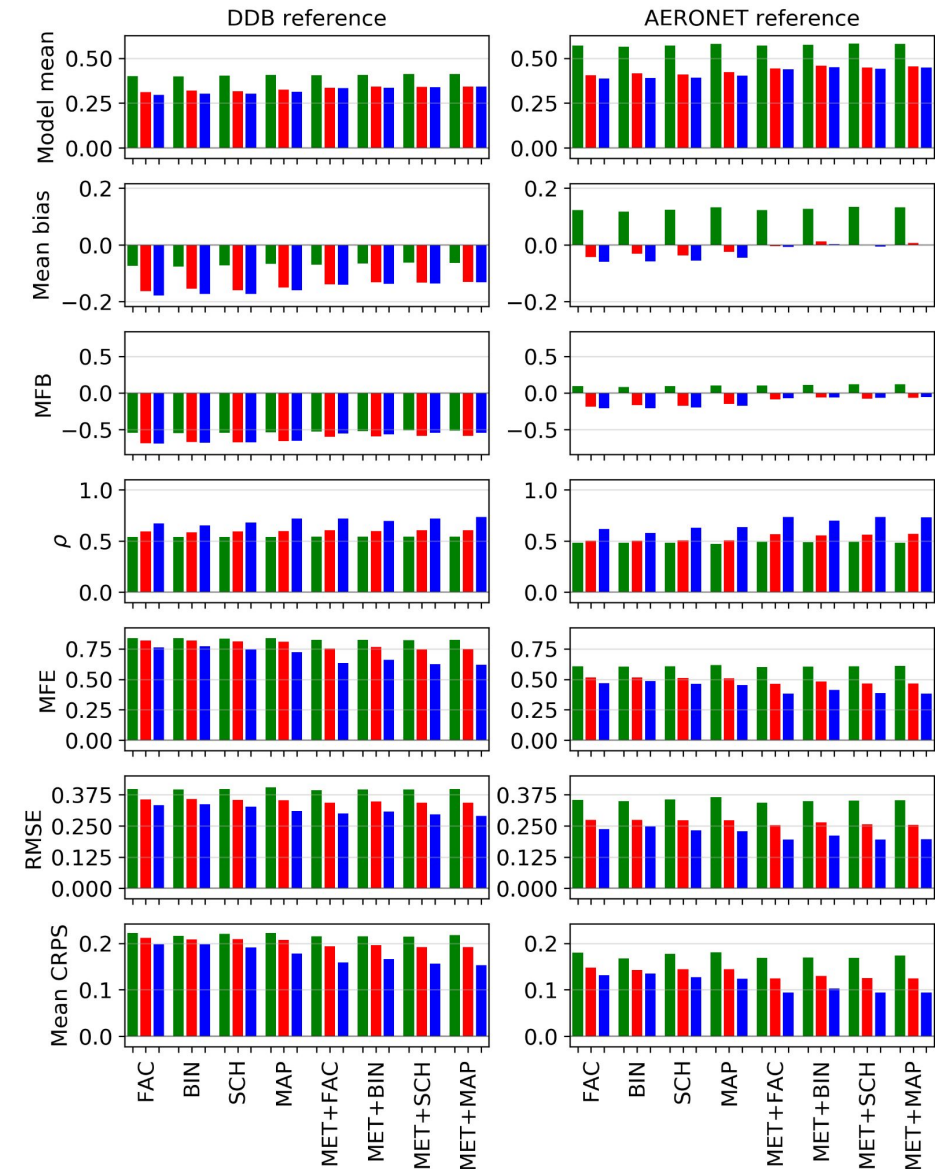 DDB reference
AERONET reference
Model mean
0.50
0.25
0.00
0.50
0.25
0.00
Mean bias
0.2
0.0
−0.2
0.2
0.0
−0.2
MFB
0.5
0.0
−0.5
0.5
0.0
−0.5
ρ
1.0
0.5
0.0
1.0
0.5
0.0
MFE
0.75
0.50
0.25
0.00
0.75
0.50
0.25
0.00
RMSE
0.375
0.250
0.125
0.000
0.375
0.250
0.125
0.000
Mean CRPS
0.2
0.1
0.0
0.2
0.1
0.0
FAC
BIN
SCH
MAP
MET+FAC
MET+BIN
MET+SCH
MET+MAP
FAC
BIN
SCH
MAP
MET+FAC
MET+BIN
MET+SCH
MET+MAP